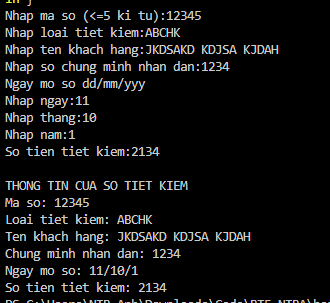 Nhap ma so (<=5 ki tu):12345
Nhap loai tiet kiem:ABCHK
Nhap ten khach hang:JKDSAKD KDJSA KJDAH
Nhap so chung minh nhan dan:1234
Ngay mo so dd/mm/yyy
Nhap ngay:11
Nhap thang:10
Nhap nam:1
So tien tiet kiem:2134
THONG TIN CUA SO TIET KIEM
Ma so: 12345
Loai tiet kiem: ABCHK
Ten khach hang: JKDSAKD KDJSA KJDAH
Chung minh nhan dan: 1234
Ngay mo so: 11/10/1
So tien tiet kiem: 2134